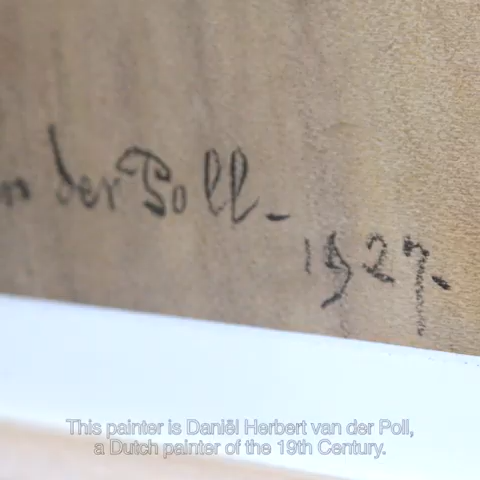 der Poll-
1927.
This painter is Daniël Herbert van der Poll,
a Dutch painter of the 19th Century.